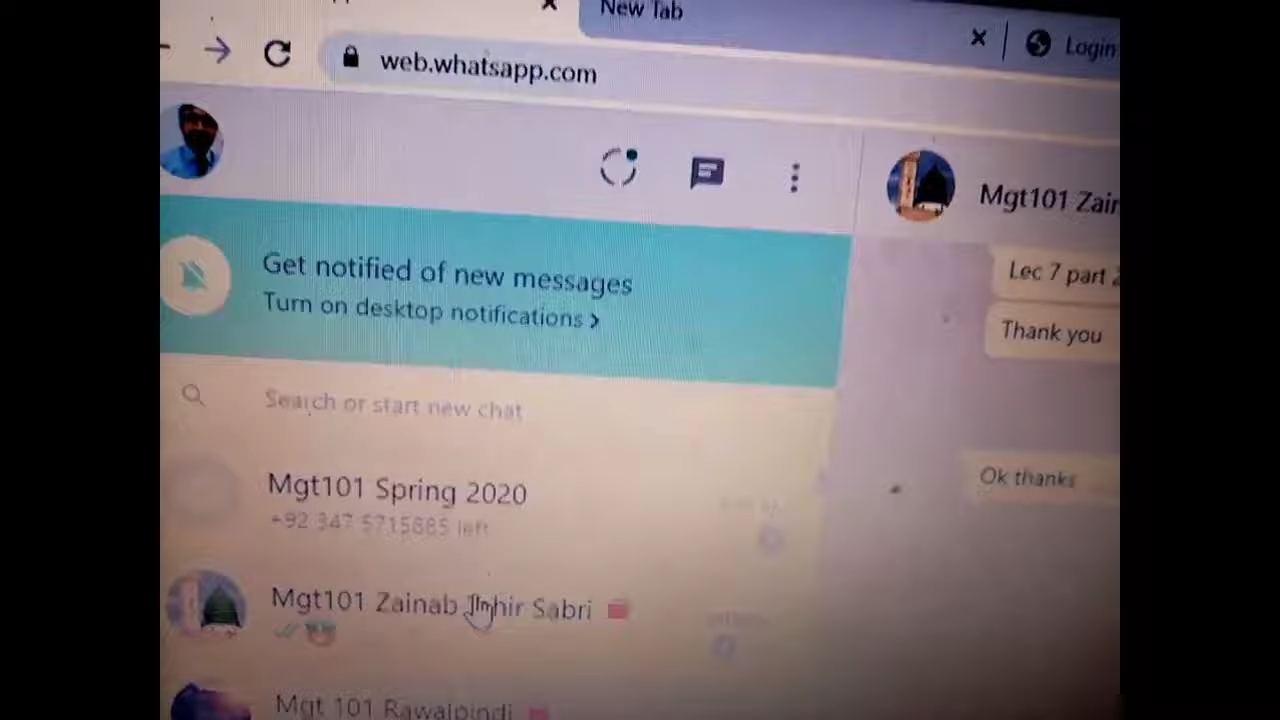 New Tab
Login
web.whatsapp.com
Mgt101 Zain
Get notified of new messages
Turn on desktop notifications
Lec 7 part 2
Thank you
Search or start new chat
Ok thanks
Mgt101 Spring 2020
+92 347 5715885 left
Mgt101 Zainab Sabri
Mgt 101 Rawalpindi